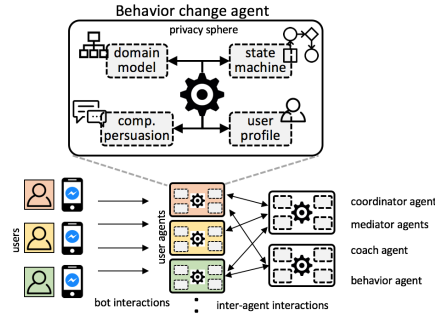 Behavior change agent
privacy sphere
domain
model
state
machine
comp.
persuasion
user
profile
users
user agents
coordinator agent
mediator agents
coach agent
behavior agent
bot interactions
inter-agent interactions